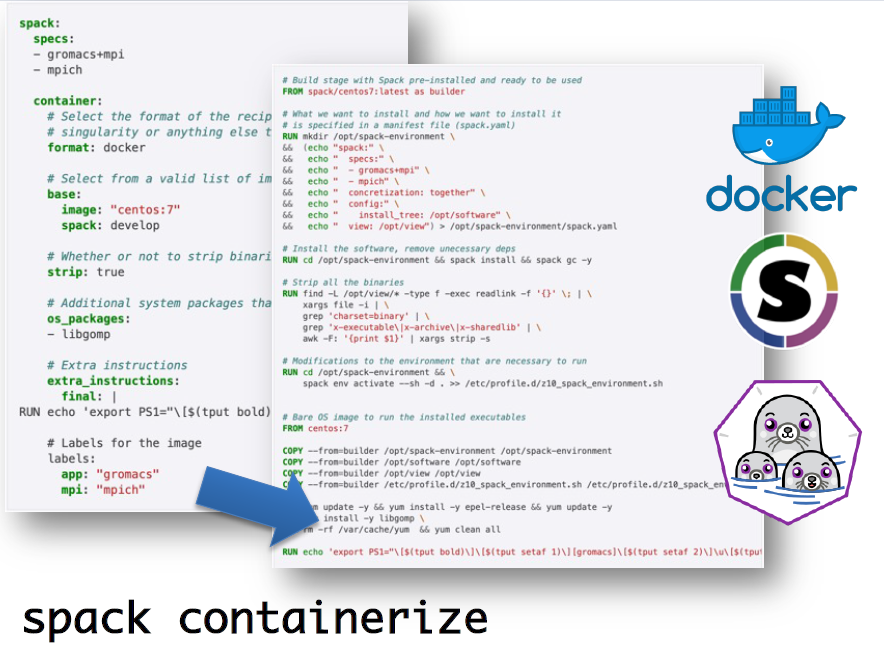 spack:
specs:
- gromacs+mpi
- mpich
container:
# Select the format of the recip
# singularity or anything else t
format: docker
# Select from a valid list of im
base:
image: "centos:7"
spack: develop
# Whether or not to strip binari
strip: true
# Additional system packages tha
os_packages:
- libgomp
# Extra instructions
extra_instructions:
final: |
RUN echo 'export PS1="\[$(tput bold)
# Labels for the image
labels:
app: "gromacs"
mpi: "mpich"
# Build stage with Spack pre-installed and ready to be used
FROM spack/centos7:latest as builder
# What we want to install and how we want to install it
# is specified in a manifest file (spack.yaml)
RUN mkdir /opt/spack-environment \
&& (echo "spack:" \
&& echo " specs:" \
&& echo " - gromacs+mpi" \
&& echo " - mpich" \
&& echo " concretization: together" \
&& echo " config:" \
&& echo " install_tree: /opt/software" \
&& echo " view: /opt/view") > /opt/spack-environment/spack.yaml
# Install the software, remove unecessary deps
RUN cd /opt/spack-environment && spack install && spack gc -y
# Strip all the binaries
RUN find -L /opt/view/* -type f -exec readlink -f '{}' \; | \
xargs file -i | \
grep 'charset=binary' | \
grep 'x-executable\|x-archive\|x-sharedlib' | \
awk -F: '{print $1}' | xargs strip -s
# Modifications to the environment that are necessary to run
RUN cd /opt/spack-environment && \
spack env activate --sh -d . >> /etc/profile.d/z10_spack_environment.sh
# Bare OS image to run the installed executables
FROM centos:7
COPY --from=builder /opt/spack-environment /opt/spack-environment
COPY --from=builder /opt/software /opt/software
COPY --from=builder /opt/view /opt/view
COPY --from=builder /etc/profile.d/z10_spack_environment.sh /etc/profile.d/z10_spack_env
update -y && yum install -y epel-release && yum update -y
install -y libgomp \
-rf /var/cache/yum && yum clean all
RUN echo 'export PS1="\[$(tput bold)\]\[$(tput setaf 1)\][gromacs]\[$(tput setaf 2)\]\u\[$(tput
docker
S
spack containerize